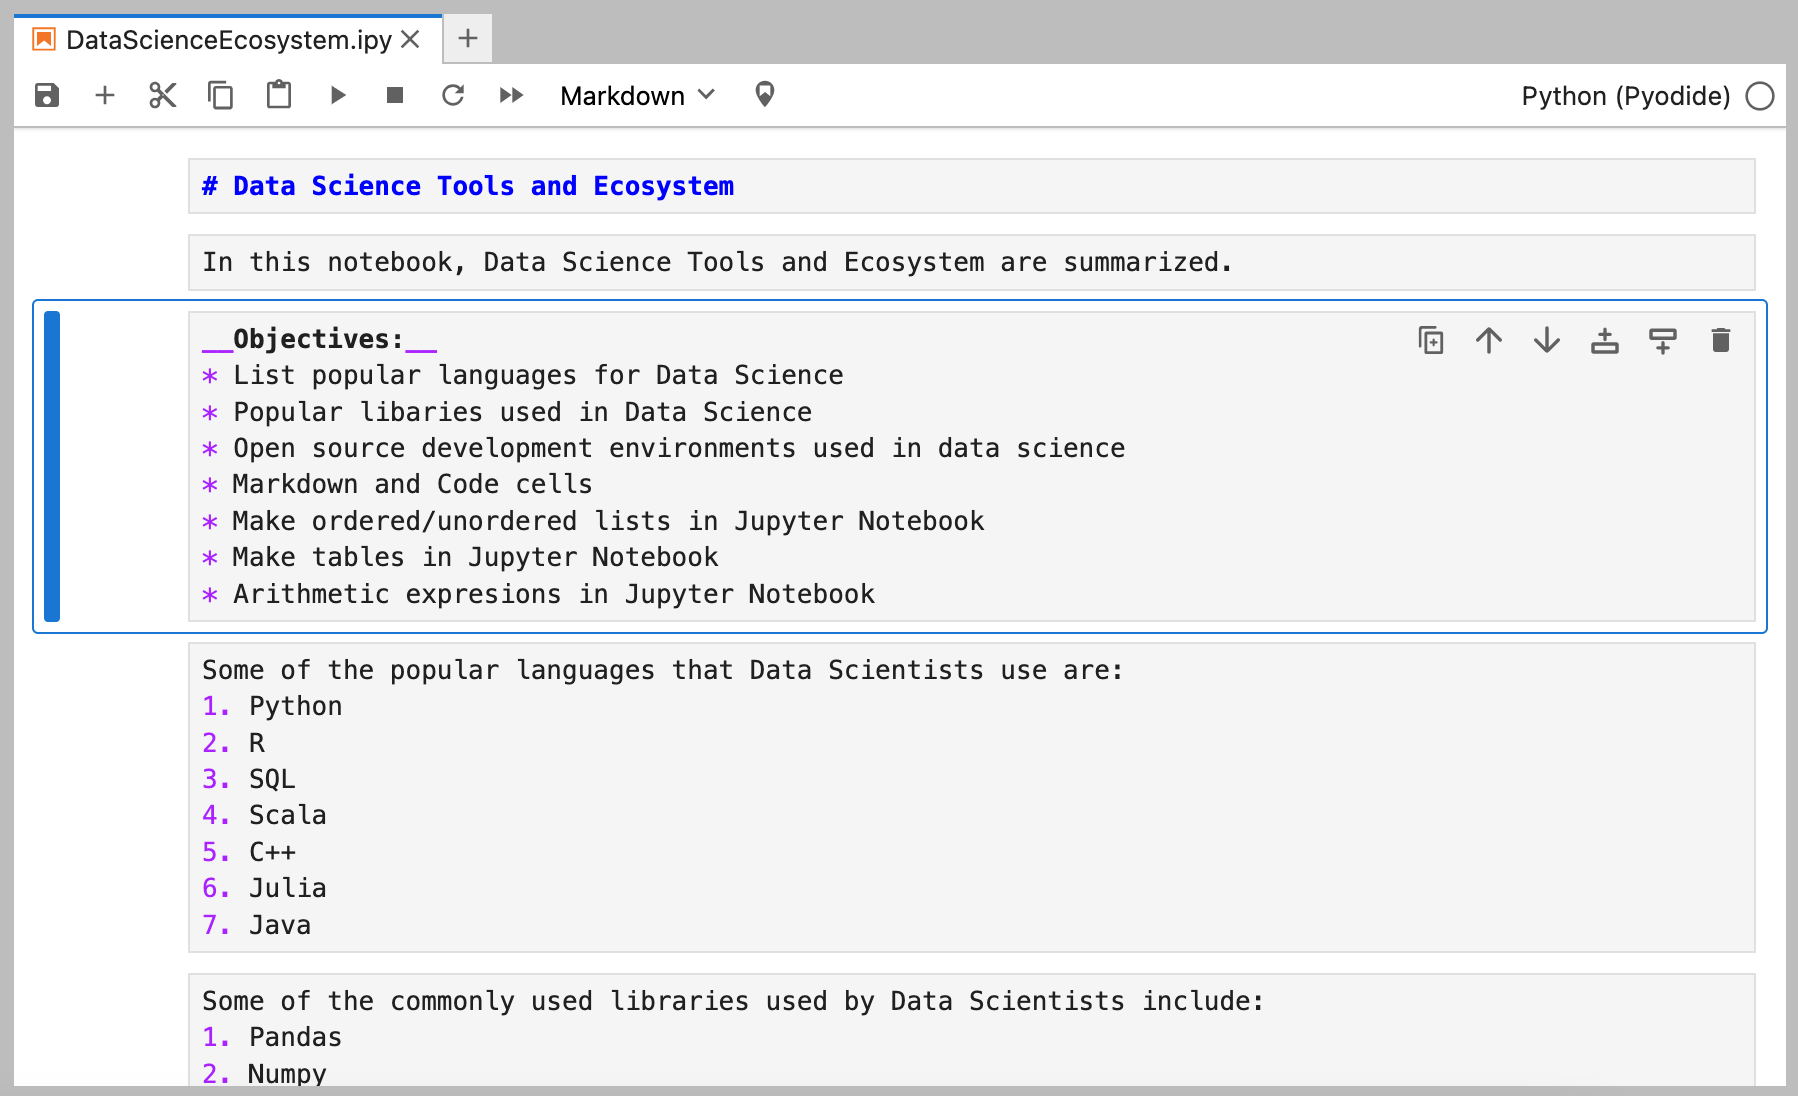 DataScienceEcosystem.ipy
Markdown
Python (Pyodide)
# Data Science Tools and Ecosystem
In this notebook, Data Science Tools and Ecosystem are summarized.
__Objectives:__
* List popular languages for Data Science
* Popular libaries used in Data Science
* Open source development environments used in data science
* Markdown and Code cells
* Make ordered/unordered lists in Jupyter Notebook
* Make tables in Jupyter Notebook
* Arithmetic expresions in Jupyter Notebook
Some of the popular languages that Data Scientists use are:
1. Python
2. R
3. SQL
4. Scala
5. C++
6. Julia
7. Java
Some of the commonly used libraries used by Data Scientists include:
1. Pandas
2. Numpy